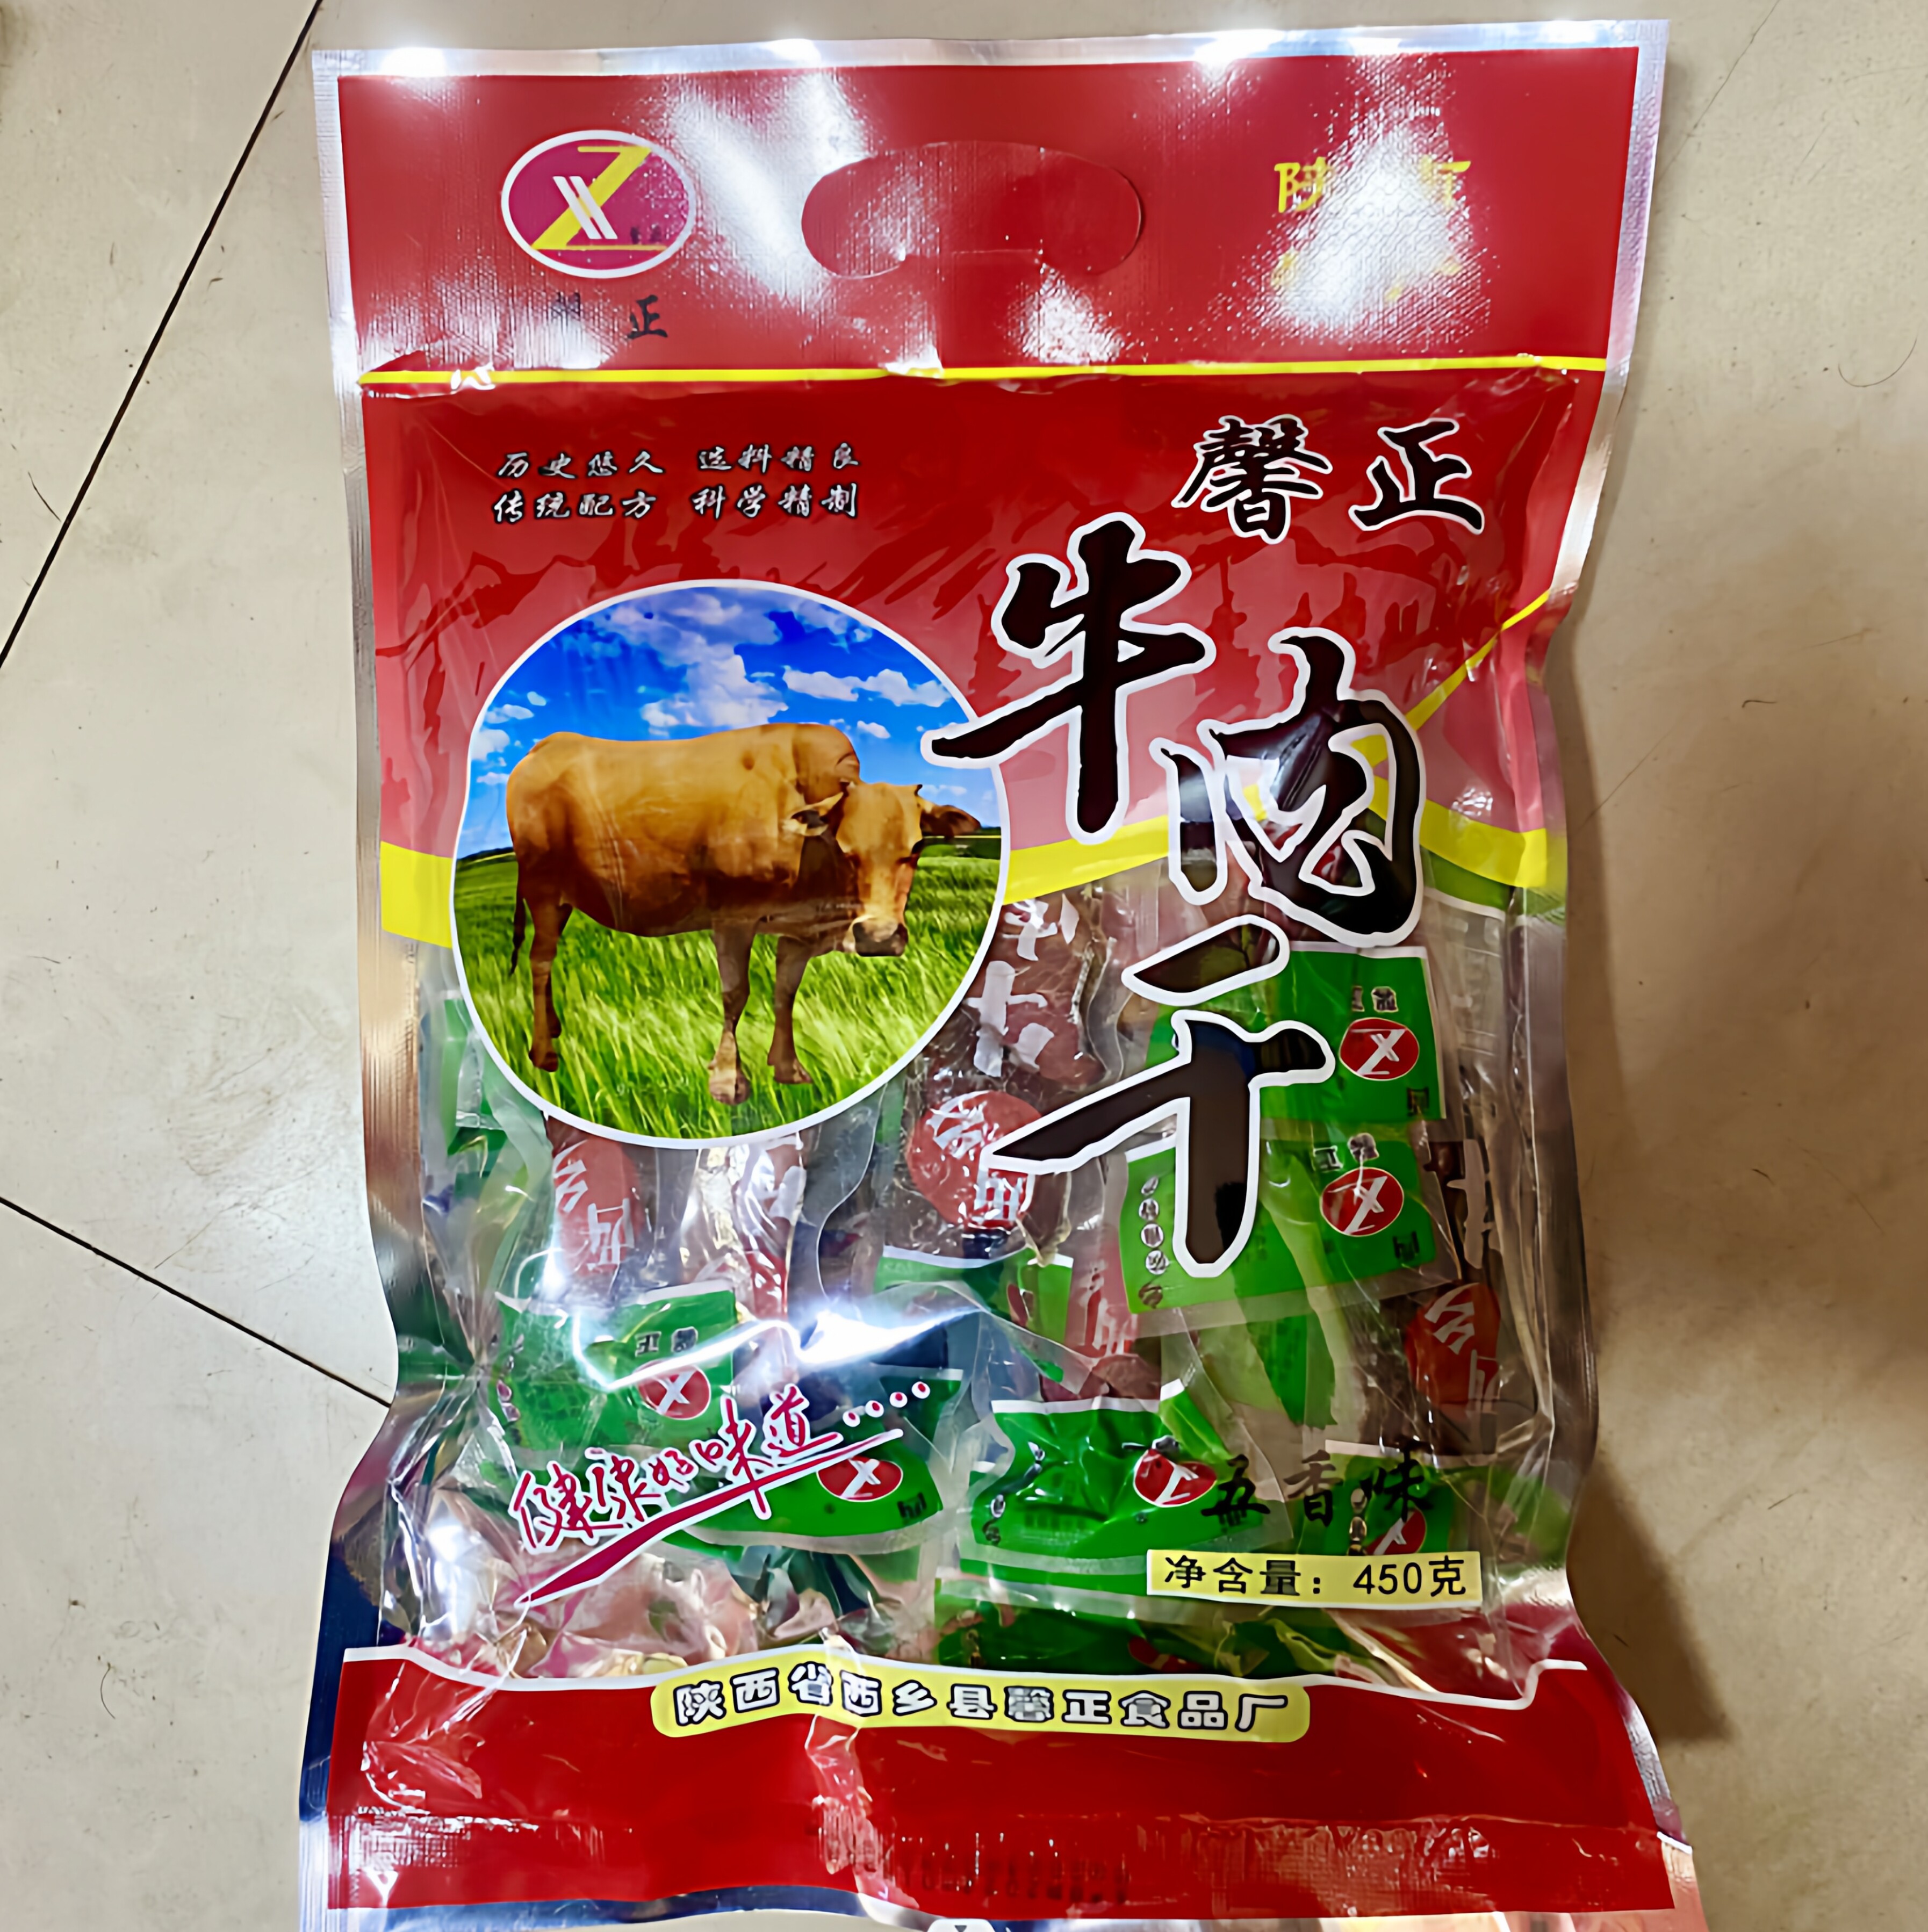 正
历史悠久 选料精良
传统配方 科学精制
馨正
牛肉干
健康好味道....
五香味
净含量：450克
陕西省西乡县馨正食品厂